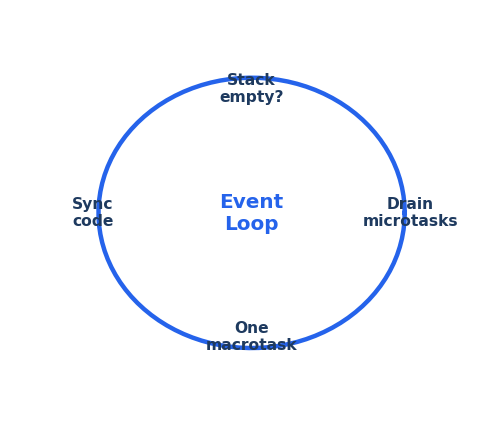 Stack
empty?
Sync
code
Event
Loop
Drain
microtasks
One
macrotask